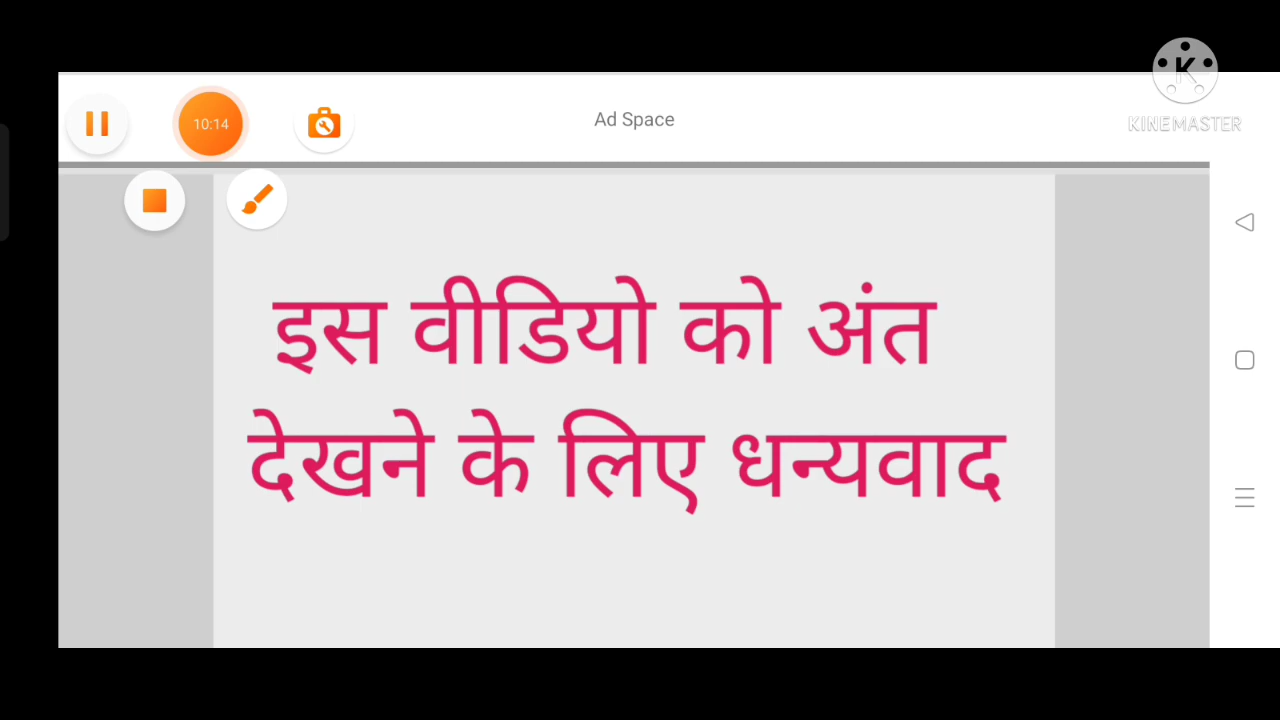 KINEMASTER
10:14
Ad Space
इस वीडियो को अंत
देखने के लिए धन्यवाद